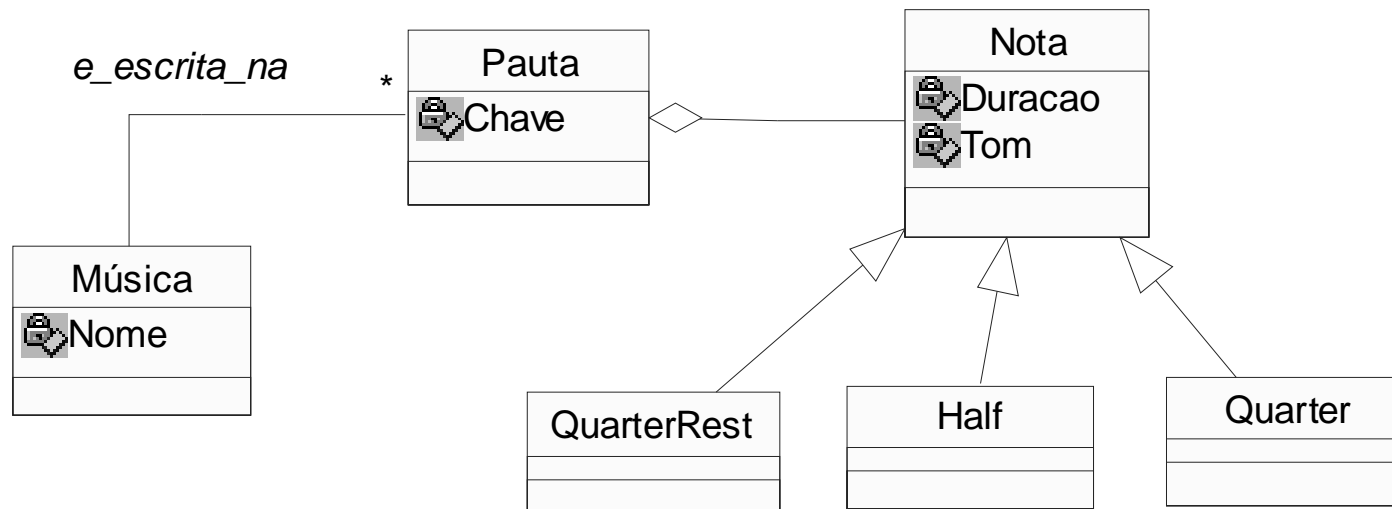 e_escrita_na
*
Pauta
Chave
Nota
Duracao
Tom
Música
Nome
QuarterRest
Half
Quarter